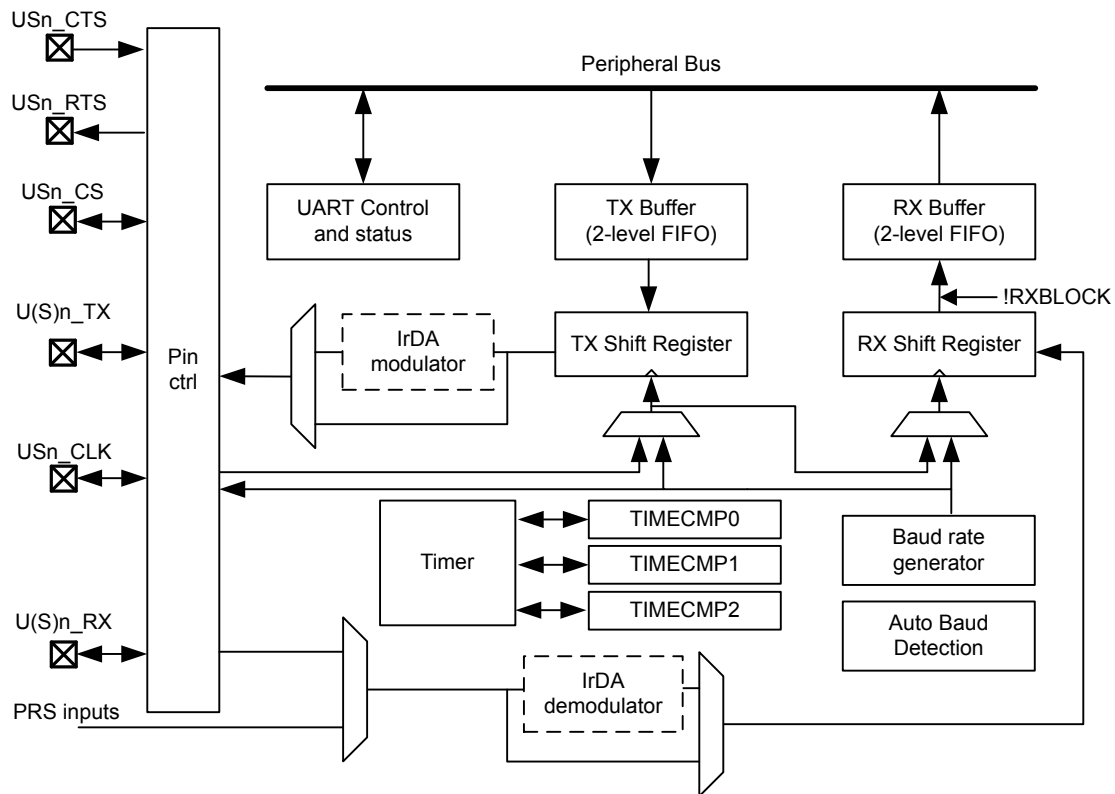 USn_CTS
Peripheral Bus
USn_RTS
USn_CS
UART Control
and status
TX Buffer
(2-level FIFO)
RX Buffer
(2-level FIFO)
!RXBLOCK
U(S)n_TX
Pin
ctrl
IrDA
modulator
TX Shift Register
RX Shift Register
USn_CLK
Timer
TIMECMP0
TIMECMP1
TIMECMP2
Baud rate
generator
Auto Baud
Detection
U(S)n_RX
PRS inputs
IrDA
demodulator